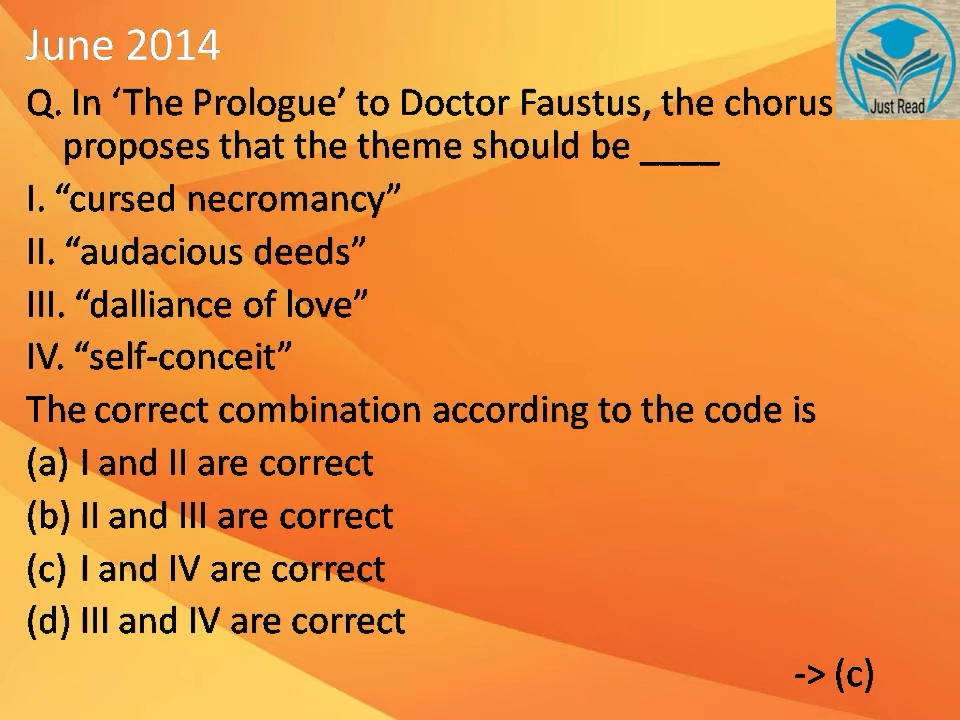 June 2014
Just Read
Q. In ‘The Prologue’ to Doctor Faustus, the chorus
proposes that the theme should be ____
I. “cursed necromancy”
II. “audacious deeds”
III. “dalliance of love”
IV. “self-conceit”
The correct combination according to the code is
(a) I and II are correct
(b) II and III are correct
(c) I and IV are correct
(d) III and IV are correct
-> (c)